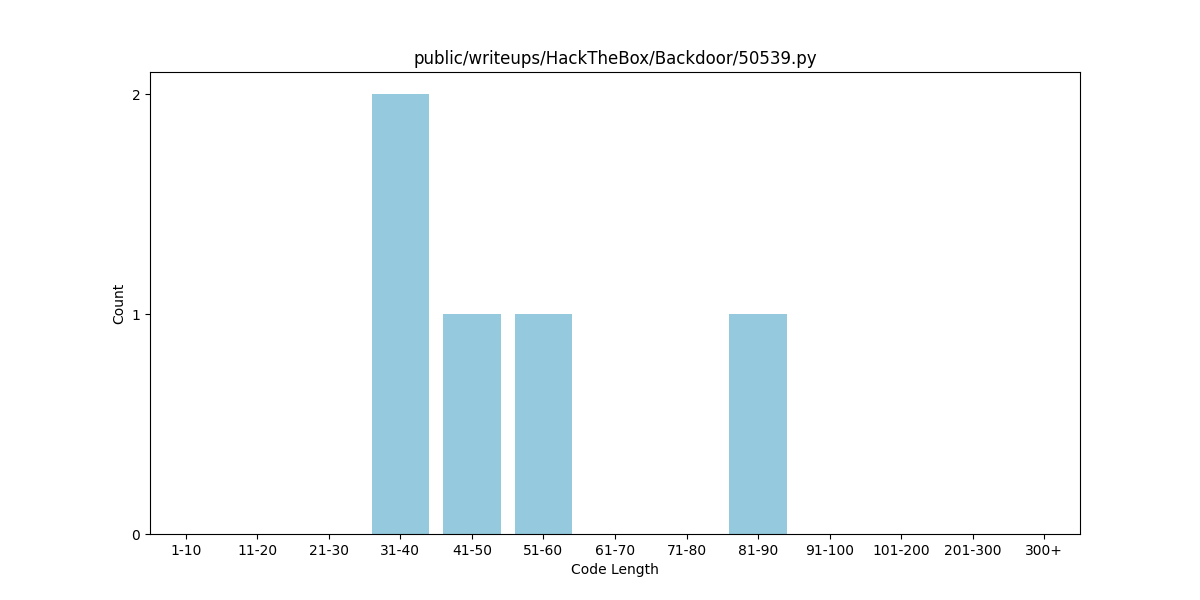 public/writeups/HackTheBox/Backdoor/50539.py
Count
2
1
0
1-10 11-20 21-30 31-40 41-50 51-60 61-70 71-80 81-90 91-100 101-200 201-300 300+
Code Length